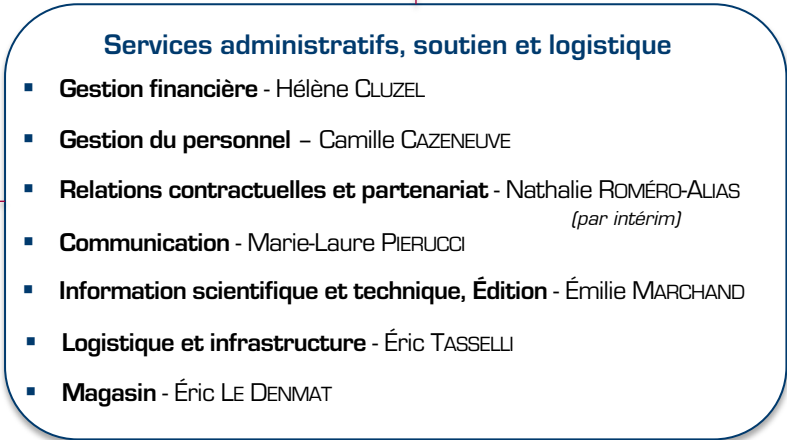 Services administratifs, soutien et logistique
▪ Gestion financière - Hélène CLUZEL
▪ Gestion du personnel – Camille CAZENEUVE
▪ Relations contractuelles et partenariat - Nathalie ROMÉRO-ALIAS
(par intérim)
▪ Communication - Marie-Laure PIERUCCI
▪ Information scientifique et technique, Édition - Émilie MARCHAND
▪ Logistique et infrastructure - Éric TASSELLI
▪ Magasin - Éric LE DENMAT